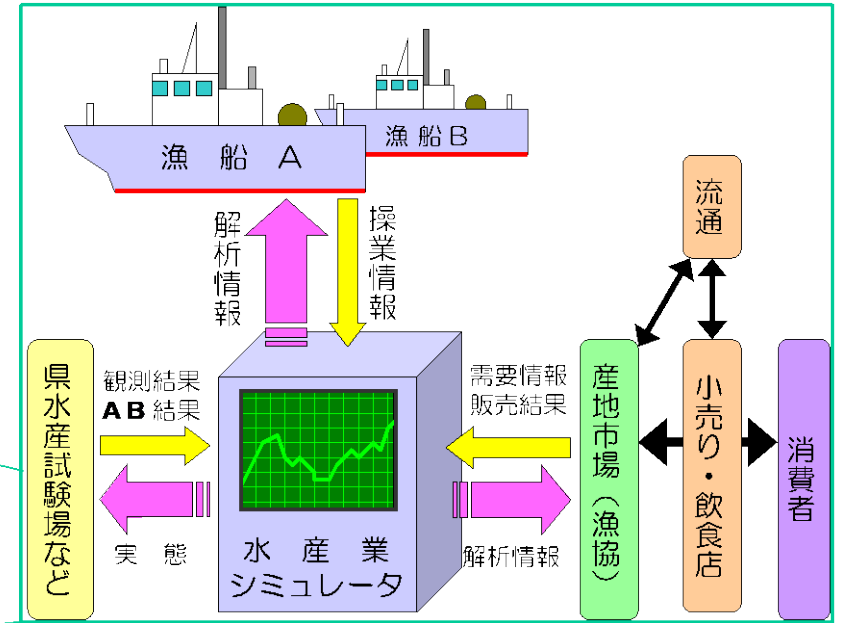 漁船A
漁船B
解析情報
操業情報
流通
県水産試験場など
観測結果
AB結果
実態
水産業
シミュレータ
需要情報
販売結果
解析情報
産地市場（漁協）
小売り・飲食店
消費者